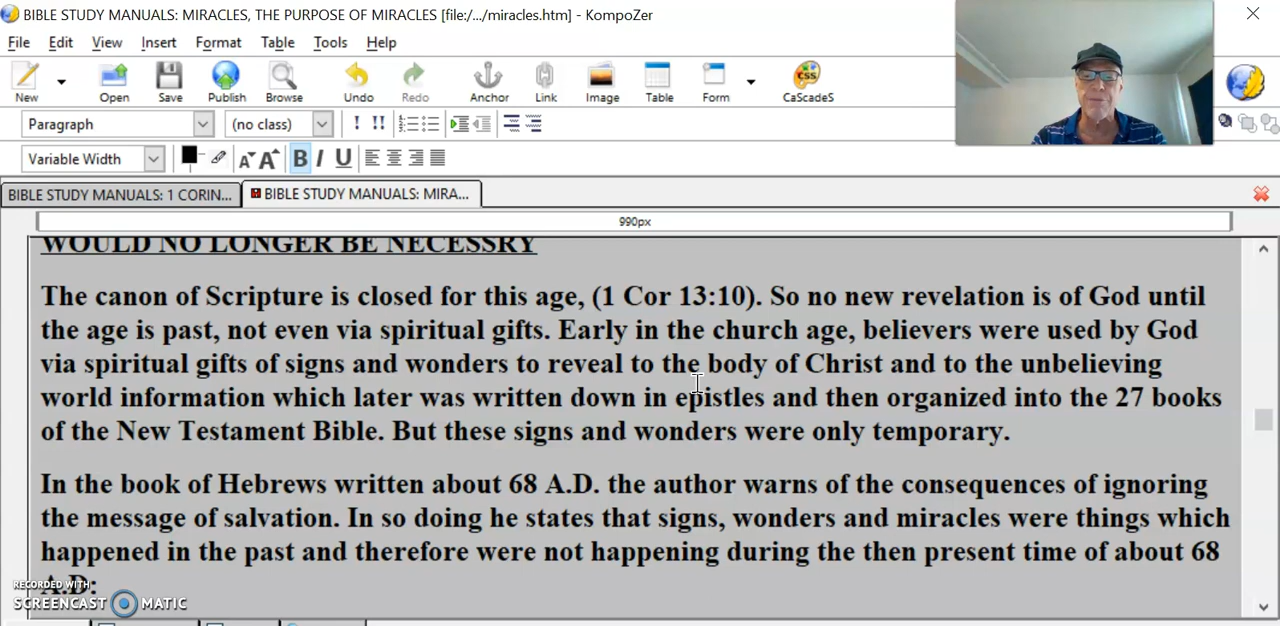 BIBLE STUDY MANUALS: MIRACLES, THE PURPOSE OF MIRACLES [file:/.../miracles.htm] - KompoZer
File Edit View Insert Format Table Tools Help
New Open Save Publish Browse Undo Redo Anchor Link Image Table Form CaScadeS
Paragraph (no class) ! !!
Variable Width B I U
BIBLE STUDY MANUALS: 1 CORIN... BIBLE STUDY MANUALS: MIRA...
990px
WOULD NO LONGER BE NECESSRY
The canon of Scripture is closed for this age, (1 Cor 13:10). So no new revelation is of God until
the age is past, not even via spiritual gifts. Early in the church age, believers were used by God
via spiritual gifts of signs and wonders to reveal to the body of Christ and to the unbelieving
world information which later was written down in epistles and then organized into the 27 books
of the New Testament Bible. But these signs and wonders were only temporary.
In the book of Hebrews written about 68 A.D. the author warns of the consequences of ignoring
the message of salvation. In so doing he states that signs, wonders and miracles were things which
happened in the past and therefore were not happening during the then present time of about 68
A.D:
RECORDED WITH
SCREENCAST MATIC